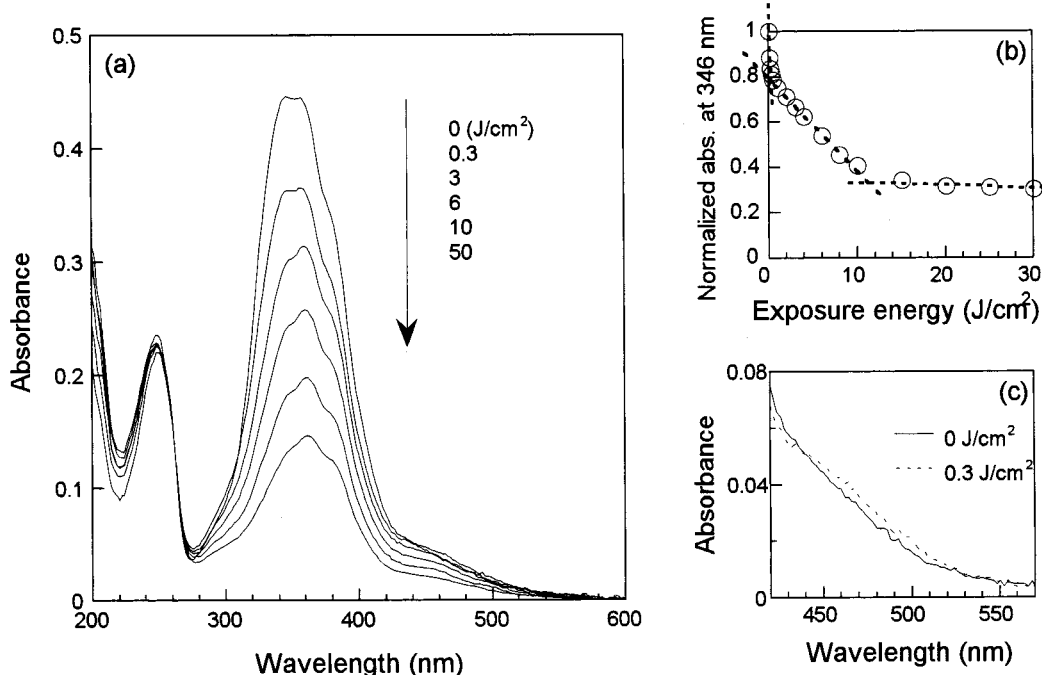 (a)
0.5
0.4
0.3
0.2
0.1
0
200
300
400
500
600
Absorbance
Wavelength (nm)
0 (J/cm²)
0.3
3
6
10
50
(b)
Normalized abs. at 346 nm
1
0.8
0.6
0.4
0.2
0
0
10
20
30
Exposure energy (J/cm²)
(c)
0.08
0.04
0
Absorbance
0 J/cm²
0.3 J/cm²
450
500
550
Wavelength (nm)